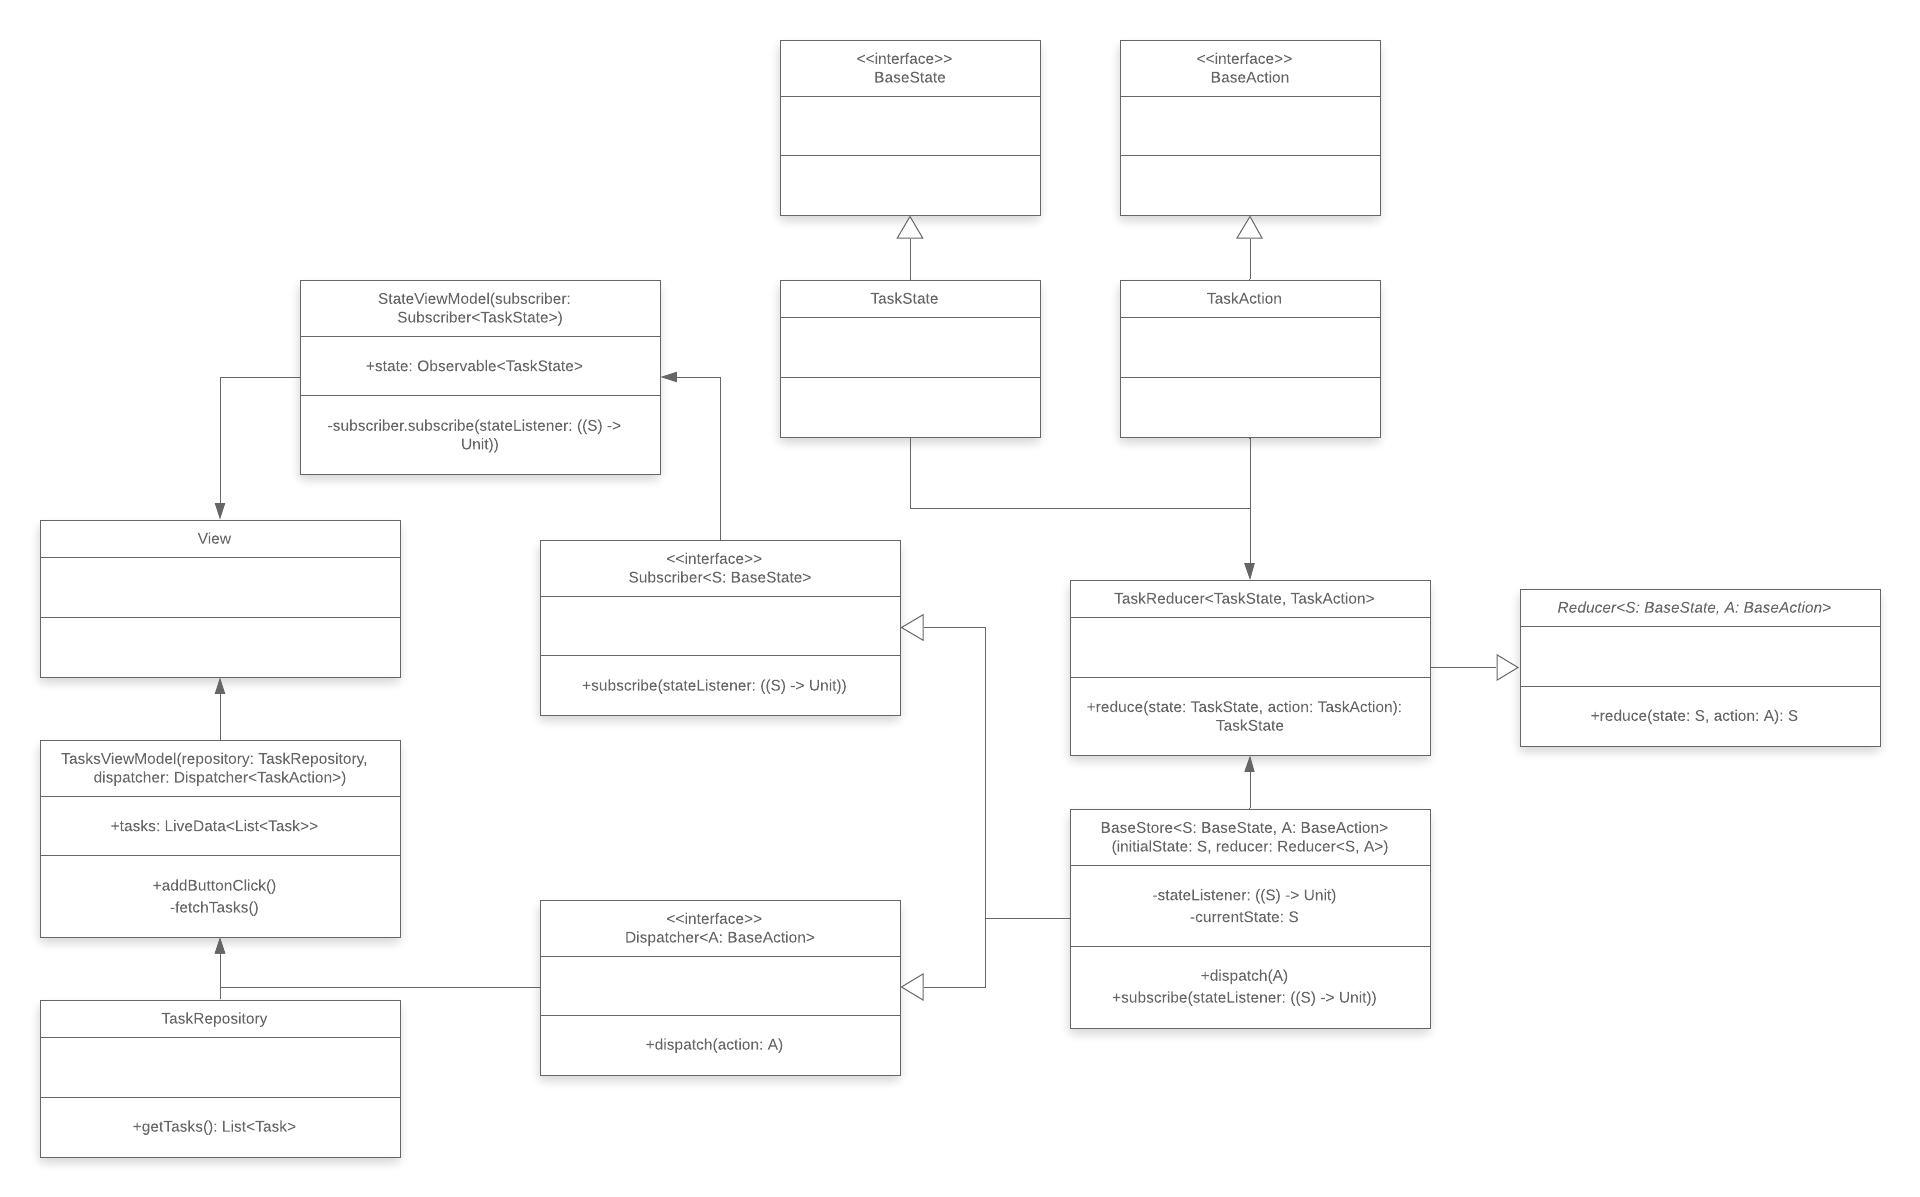 <<interface>>
BaseState
<<interface>>
BaseAction
StateViewModel(subscriber:
Subscriber<TaskState>)
+state: Observable<TaskState>
-subscriber.subscribe(stateListener: ((S) ->
Unit))
TaskState
TaskAction
View
<<interface>>
Subscriber<S: BaseState>
+subscribe(stateListener: ((S) -> Unit))
TaskReducer<TaskState, TaskAction>
+reduce(state: TaskState, action: TaskAction):
TaskState
Reducer<S: BaseState, A: BaseAction>
+reduce(state: S, action: A): S
TasksViewModel(repository: TaskRepository,
dispatcher: Dispatcher<TaskAction>)
+tasks: LiveData<List<Task>>
+addButtonClick()
-fetchTasks()
<<interface>>
Dispatcher<A: BaseAction>
+dispatch(action: A)
BaseStore<S: BaseState, A: BaseAction>
(initialState: S, reducer: Reducer<S, A>)
-stateListener: ((S) -> Unit)
-currentState: S
+dispatch(A)
+subscribe(stateListener: ((S) -> Unit))
TaskRepository
+getTasks(): List<Task>